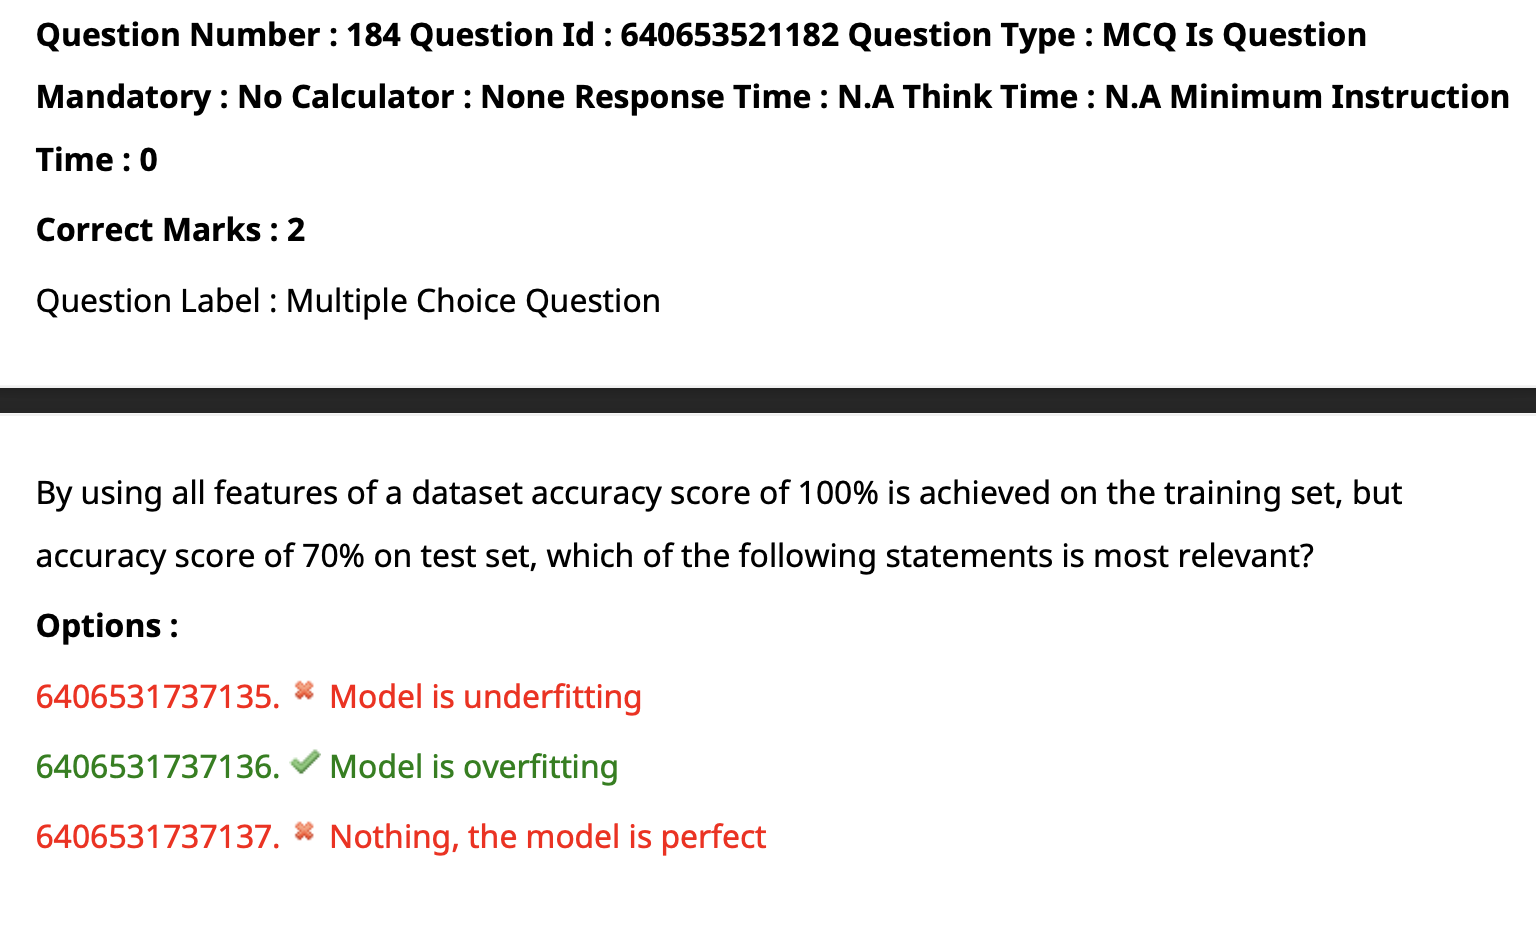 Question Number : 184 Question Id : 640653521182 Question Type : MCQ Is Question
Mandatory : No Calculator : None Response Time : N.A Think Time : N.A Minimum Instruction
Time : 0
Correct Marks : 2
Question Label : Multiple Choice Question
By using all features of a dataset accuracy score of 100% is achieved on the training set, but
accuracy score of 70% on test set, which of the following statements is most relevant?
Options :
6406531737135. ✖ Model is underfitting
6406531737136. ✔ Model is overfitting
6406531737137. ✖ Nothing, the model is perfect